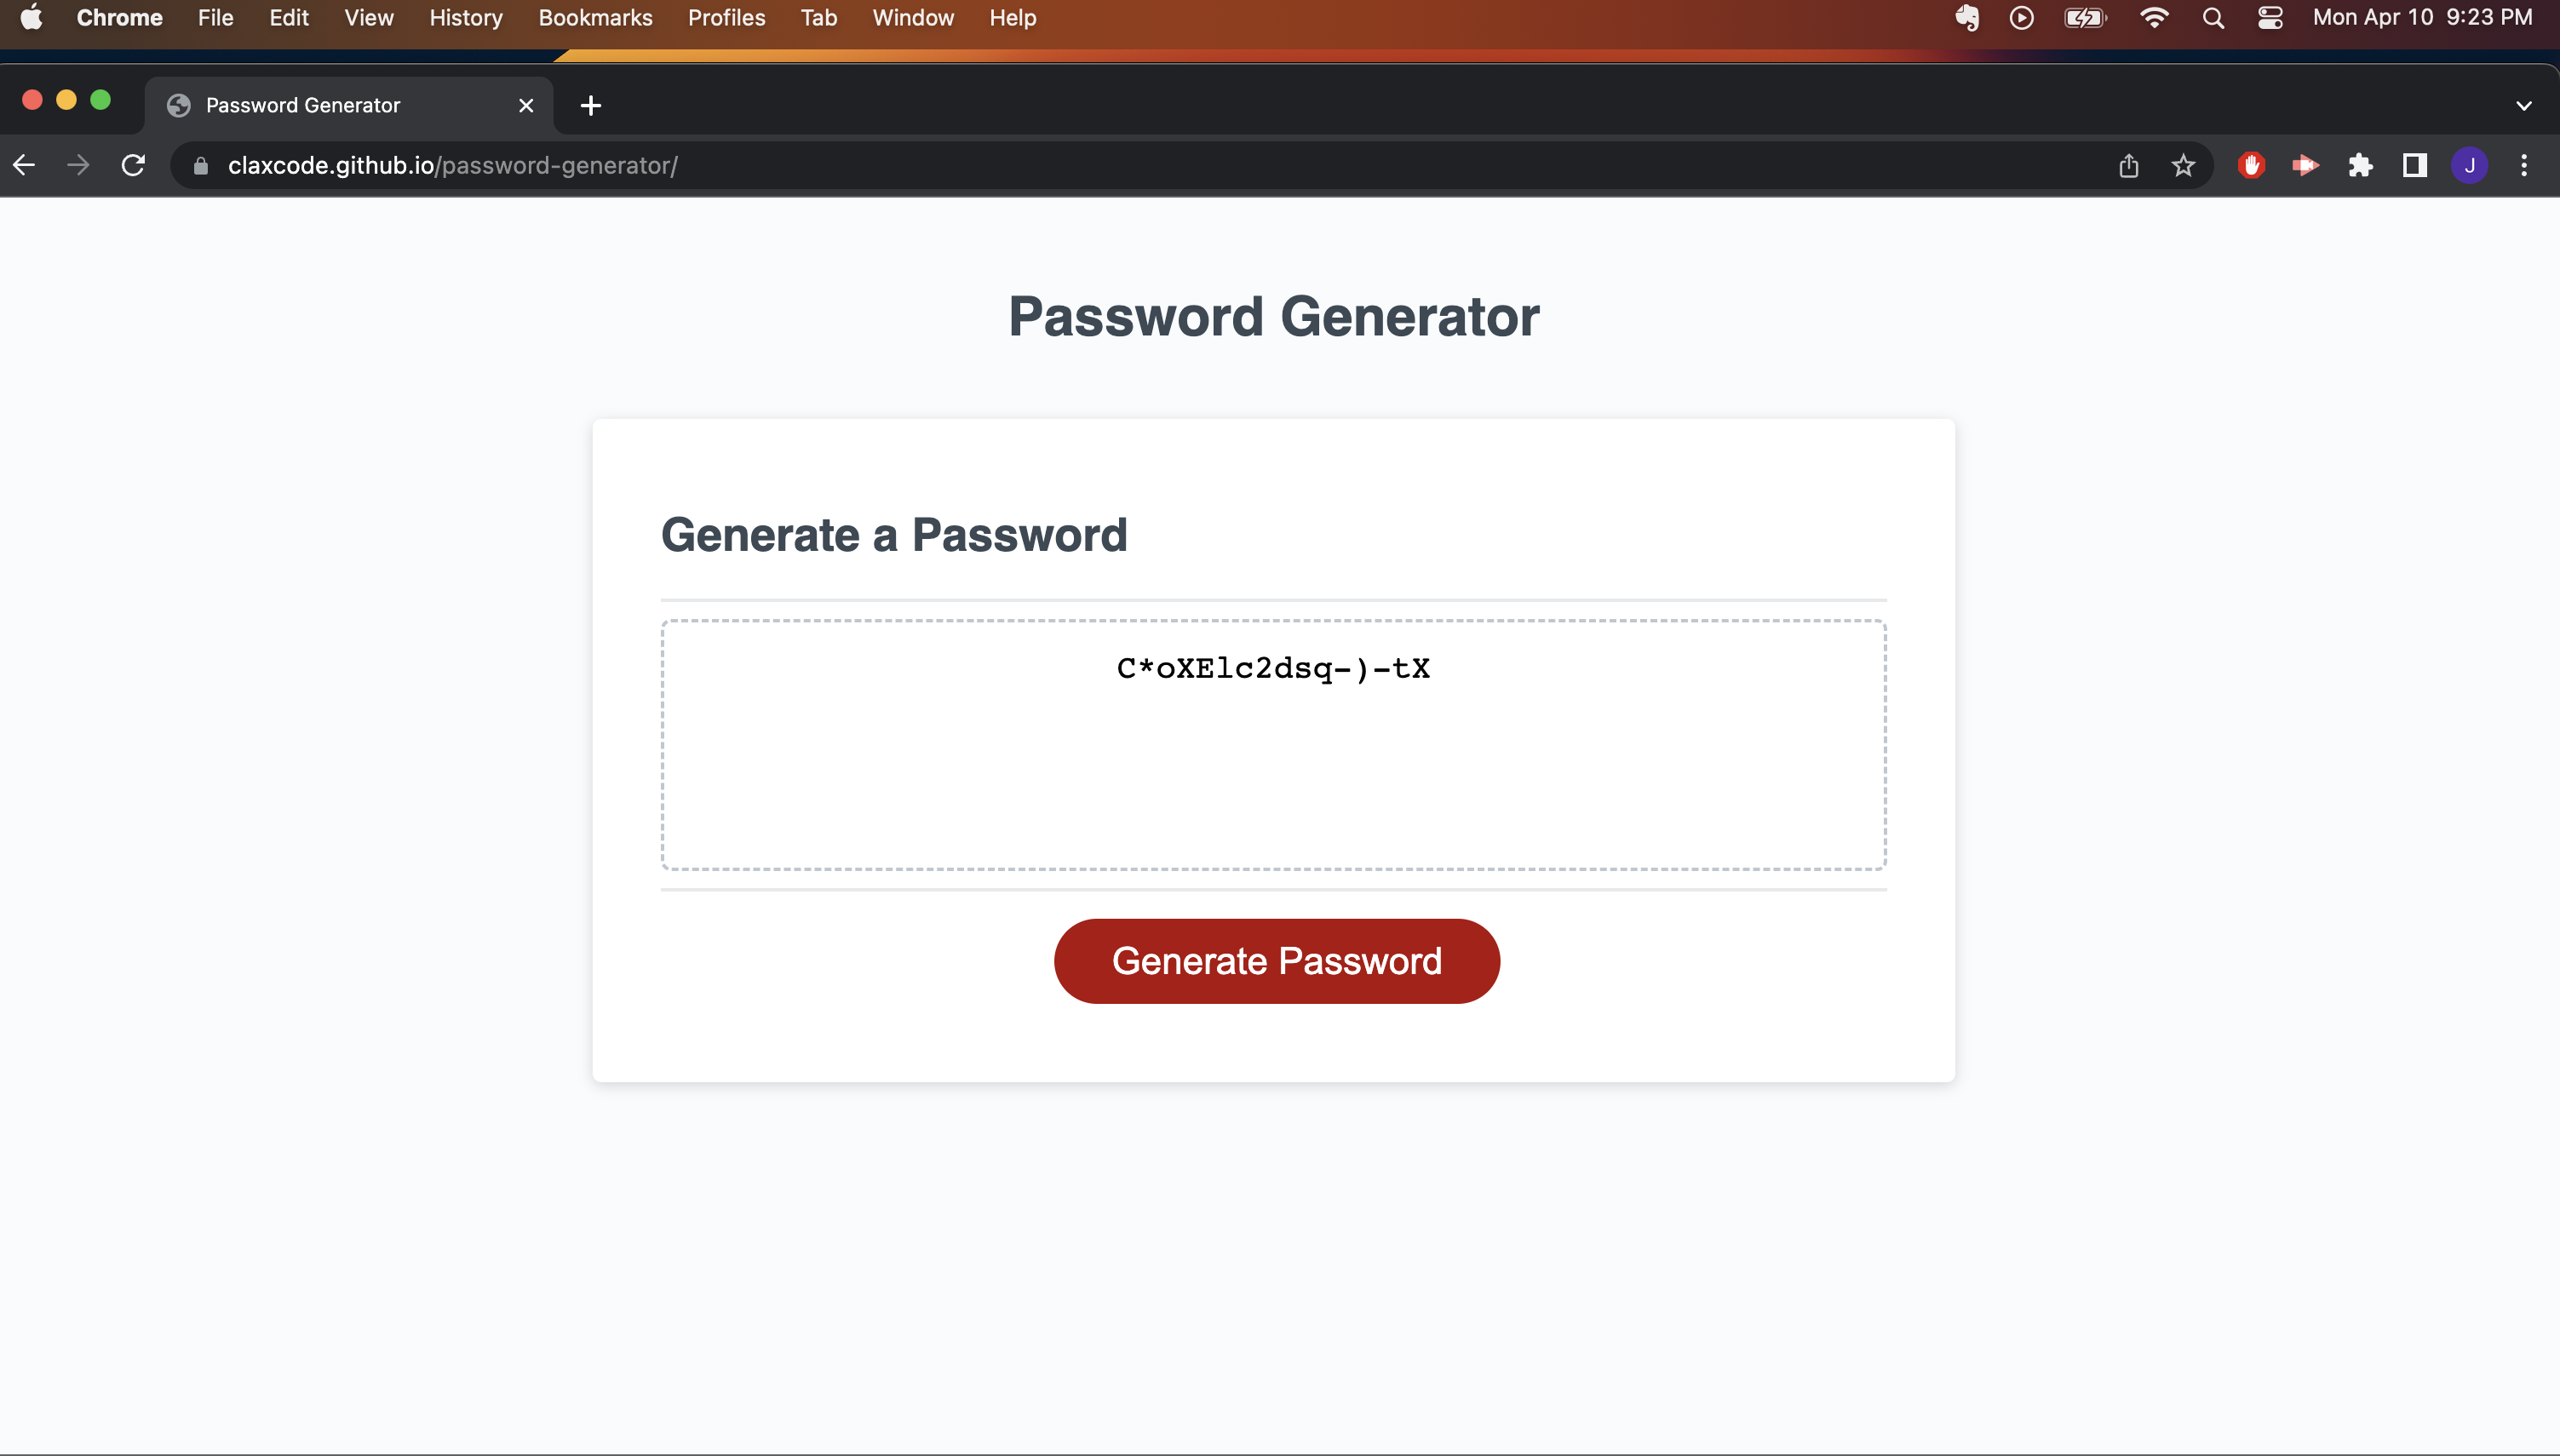 Chrome File Edit View History Bookmarks Profiles Tab Window Help Mon Apr 10 9:23 PM
Password Generator
claxcode.github.io/password-generator/ J
Password Generator
Generate a Password
C*oXElc2dsq-)-tX
Generate Password